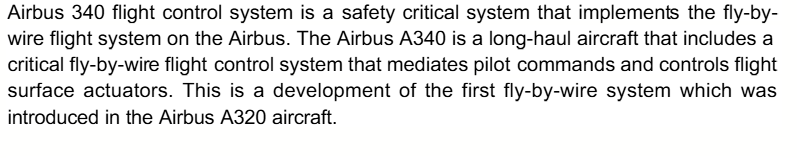 Airbus 340 flight control system is a safety critical system that implements the fly-by-
wire flight system on the Airbus. The Airbus A340 is a long-haul aircraft that includes a
critical fly-by-wire flight control system that mediates pilot commands and controls flight
surface actuators. This is a development of the first fly-by-wire system which was
introduced in the Airbus A320 aircraft.